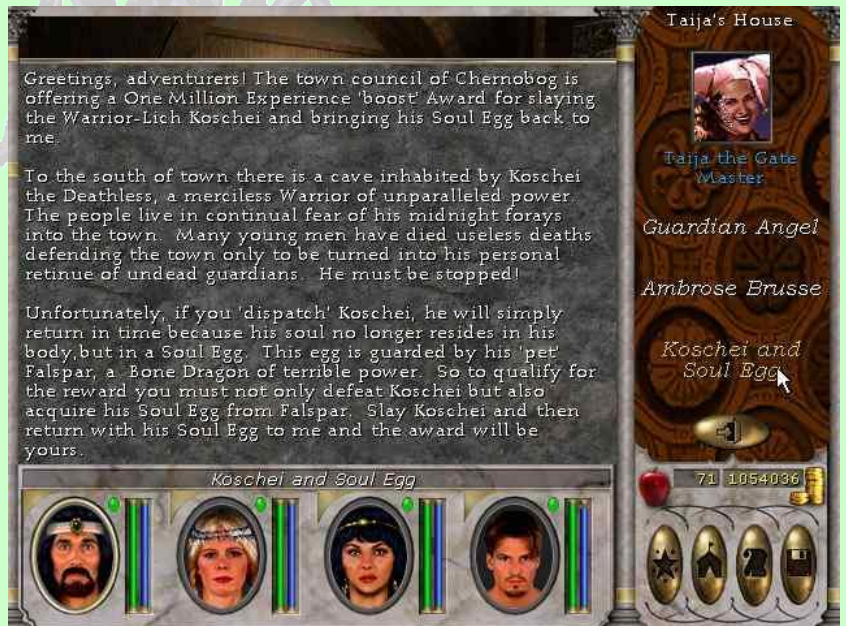 Taija's House
Greetings, adventurers! The town council of Chernobog is
offering a One Million Experience 'boost' Award for slaying
the Warrior-Lich Koschei and bringing his Soul Egg back to
me.
To the south of town there is a cave inhabited by Koschei
the Deathless, a merciless Warrior of unparalleled power.
The people live in continual fear of his midnight forays
into the town. Many young men have died useless deaths
defending the town only to be turned into his personal
retinue of undead guardians. He must be stopped!
Unfortunately, if you 'dispatch' Koschei, he will simply
return in time because his soul no longer resides in his
body,but in a Soul Egg. This egg is guarded by his 'pet'
Falspar, a Bone Dragon of terrible power. So to qualify for
the reward you must not only defeat Koschei but also
acquire his Soul Egg from Falspar. Slay Koschei and then
return with his Soul Egg to me and the award will be
yours.
Koschei and Soul Egg
Taija the Gate
Master
Guardian Angel
Ambrose Brusse
Koschei and
Soul Egg
71 1054036